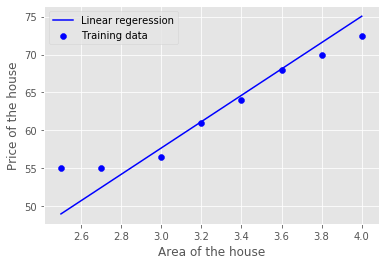 Linear regeression
Training data
Price of the house
75
70
65
60
55
50
2.6 2.8 3.0 3.2 3.4 3.6 3.8 4.0
Area of the house